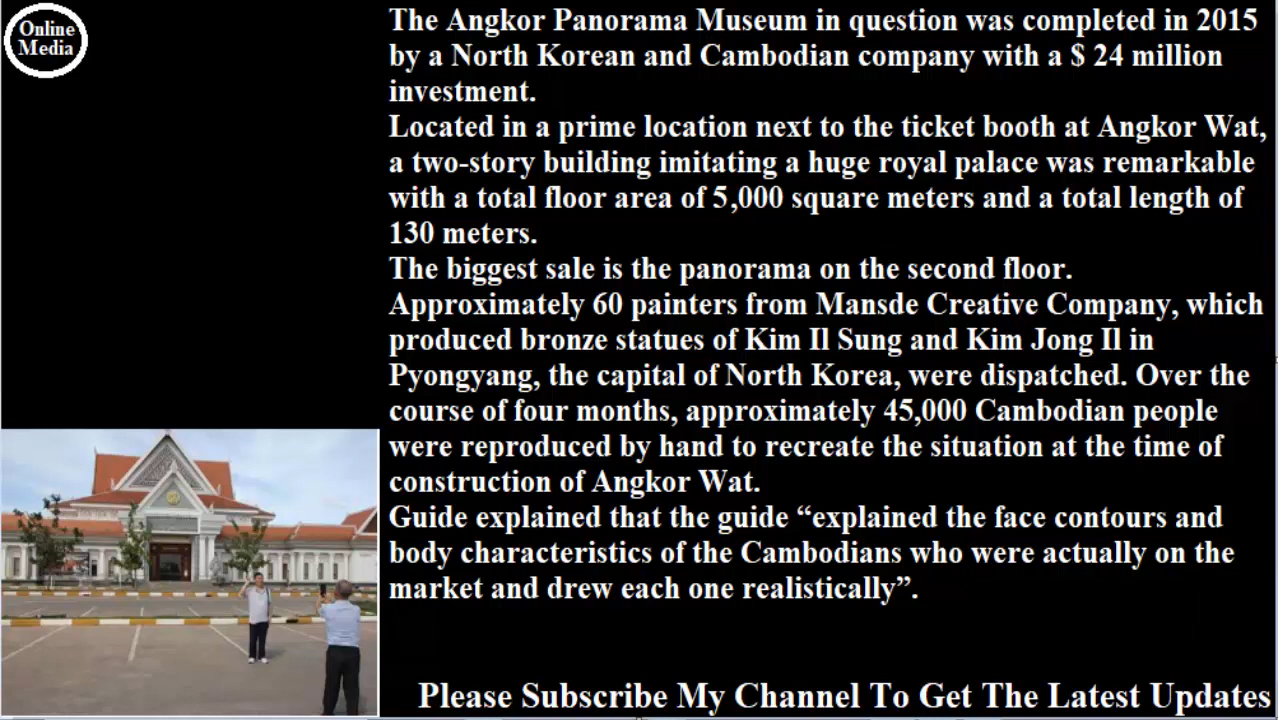 Online
Media
The Angkor Panorama Museum in question was completed in 2015
by a North Korean and Cambodian company with a $ 24 million
investment.
Located in a prime location next to the ticket booth at Angkor Wat,
a two-story building imitating a huge royal palace was remarkable
with a total floor area of 5,000 square meters and a total length of
130 meters.
The biggest sale is the panorama on the second floor.
Approximately 60 painters from Mansde Creative Company, which
produced bronze statues of Kim Il Sung and Kim Jong Il in
Pyongyang, the capital of North Korea, were dispatched. Over the
course of four months, approximately 45,000 Cambodian people
were reproduced by hand to recreate the situation at the time of
construction of Angkor Wat.
Guide explained that the guide “explained the face contours and
body characteristics of the Cambodians who were actually on the
market and drew each one realistically”.
Please Subscribe My Channel To Get The Latest Updates